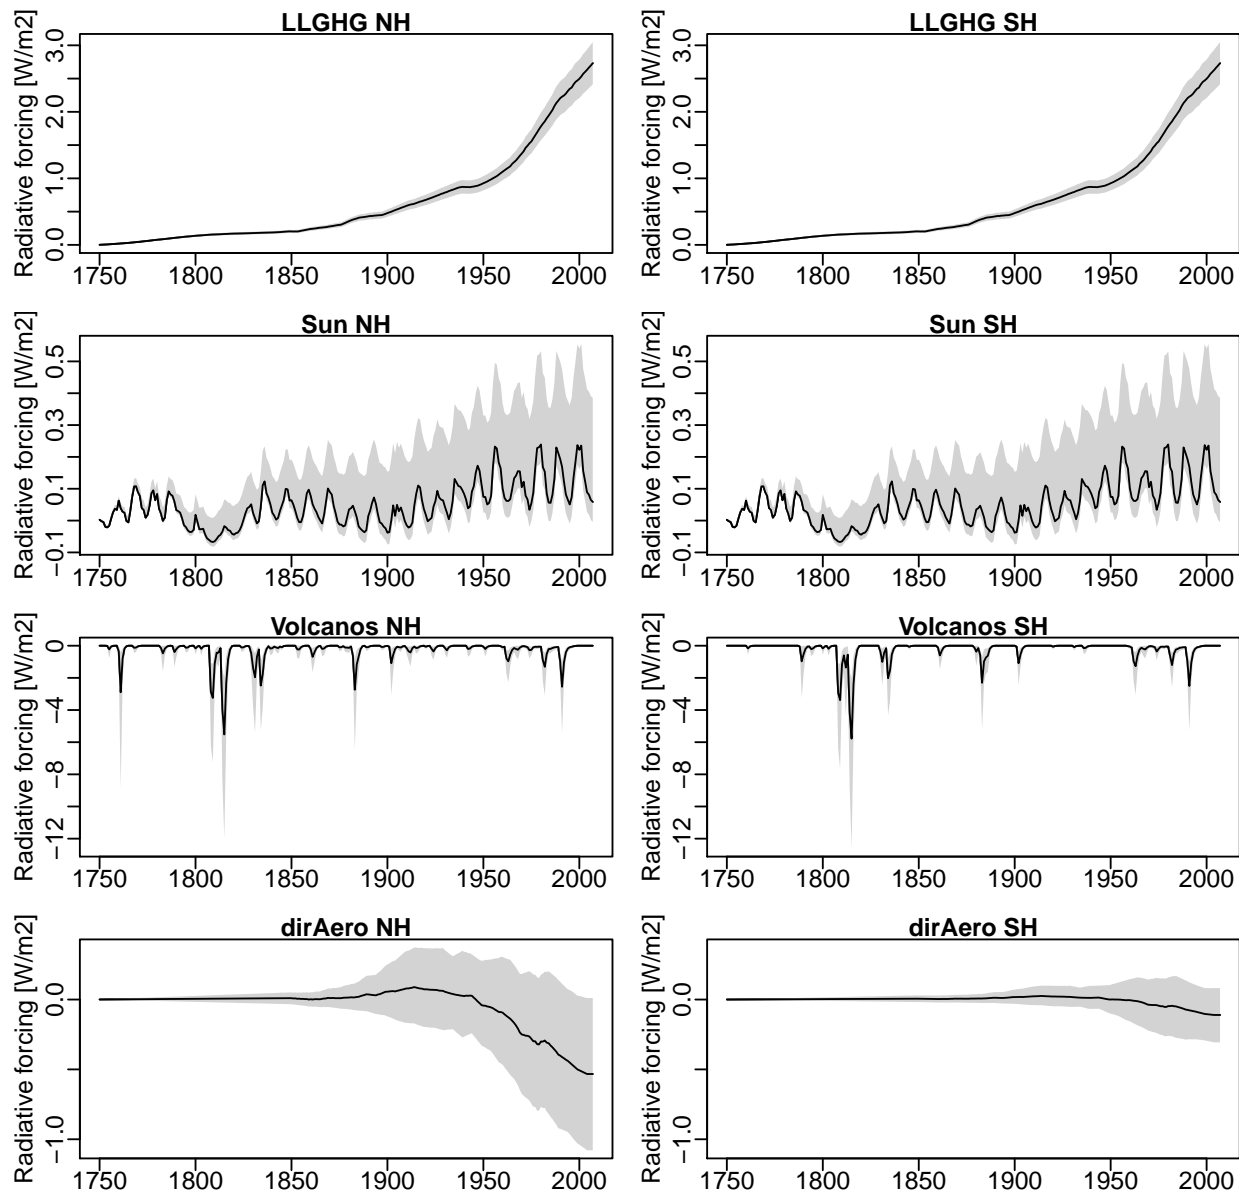 LLGHG NH
Radiative forcing [W/m2]
0.0 1.0 2.0 3.0
1750 1800 1850 1900 1950 2000
LLGHG SH
Radiative forcing [W/m2]
0.0 1.0 2.0 3.0
1750 1800 1850 1900 1950 2000
Sun NH
Radiative forcing [W/m2]
−0.1 0.1 0.3 0.5
1750 1800 1850 1900 1950 2000
Sun SH
Radiative forcing [W/m2]
−0.1 0.1 0.3 0.5
1750 1800 1850 1900 1950 2000
Volcanos NH
Radiative forcing [W/m2]
−12 −8 −4 0
1750 1800 1850 1900 1950 2000
Volcanos SH
Radiative forcing [W/m2]
−12 −8 −4 0
1750 1800 1850 1900 1950 2000
dirAero NH
Radiative forcing [W/m2]
−1.0 0.0
1750 1800 1850 1900 1950 2000
dirAero SH
Radiative forcing [W/m2]
−1.0 0.0
1750 1800 1850 1900 1950 2000